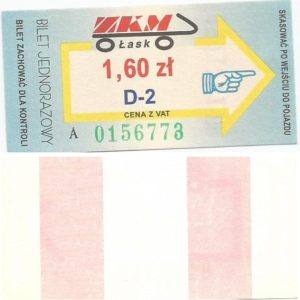 BILET ZACHOWAĆ DLA KONTROLI
BILET JEDNORAZOWY
ZKM
Łask
1,60 zł
D-2
CENA Z VAT
A 0156773
SKASOWAĆ PO WEJŚCIU DO POJAZDU